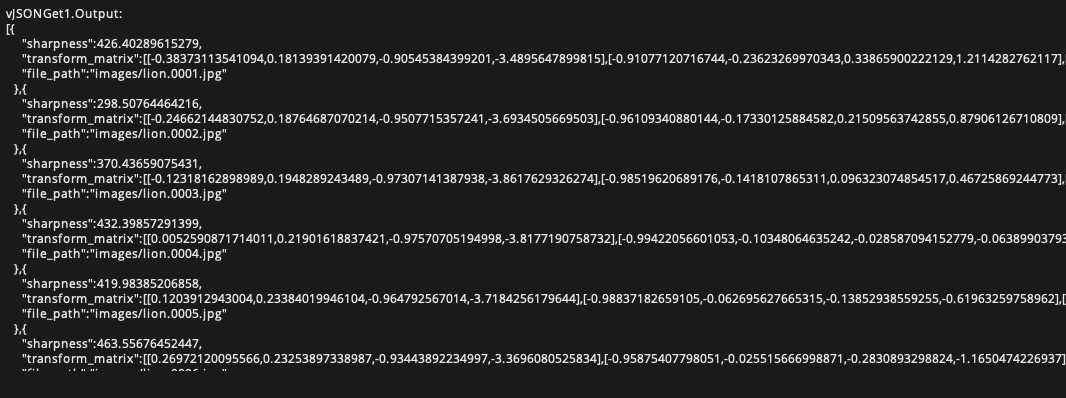 vJSONGet1.Output:
[{
"sharpness":426.40289615279,
"transform_matrix":[[-0.38373113541094,0.18139391420079,-0.90545384399201,-3.4895647899815],[-0.91077120716744,-0.23623269970343,0.33865900222129,1.2114282762117],
"file_path":"images/lion.0001.jpg"
},{
"sharpness":298.50764464216,
"transform_matrix":[[-0.24662144830752,0.18764687070214,-0.9507715357241,-3.6934505669503],[-0.96109340880144,-0.17330125884582,0.21509563742855,0.87906126710809],[
"file_path":"images/lion.0002.jpg"
},{
"sharpness":370.43659075431,
"transform_matrix":[[-0.12318162898989,0.1948289243489,-0.97307141387938,-3.8617629326274],[-0.98519620689176,-0.1418107865311,0.096323074854517,0.46725869244773],[
"file_path":"images/lion.0003.jpg"
},{
"sharpness":432.39857291399,
"transform_matrix":[[0.0052590871714011,0.21901618837421,-0.97570705194998,-3.8177190758732],[-0.99422056601053,-0.10348064635242,-0.028587094152779,-0.06389903793
"file_path":"images/lion.0004.jpg"
},{
"sharpness":419.98385206858,
"transform_matrix":[[0.1203912943004,0.23384019946104,-0.964792567014,-3.7184256179644],[-0.98837182659105,-0.062695627665315,-0.13852938559255,-0.61963259758962],[
"file_path":"images/lion.0005.jpg"
},{
"sharpness":463.55676452447,
"transform_matrix":[[0.26972120095566,0.23253897338987,-0.93443892234997,-3.3696080525834],[-0.95875407798051,-0.025515666998871,-0.2830893298824,-1.1650474226937]